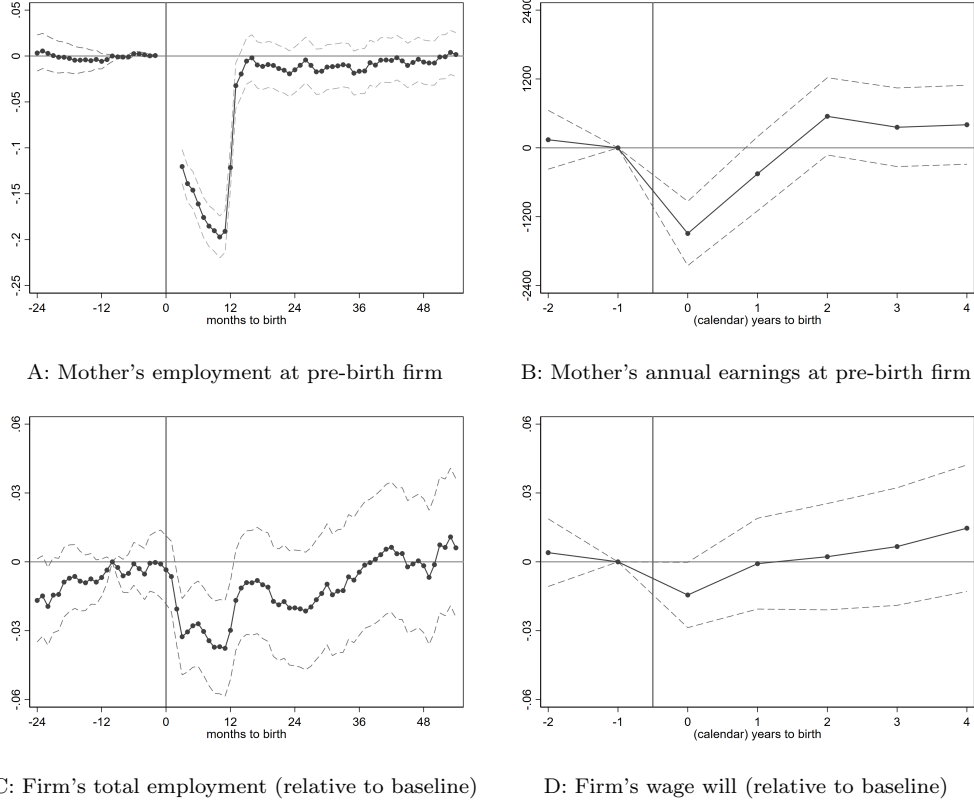 .05
0
-.05
-.1
-.15
-.2
-.25
-24 -12 0 12 24 36 48
months to birth
2400
1200
0
-1200
-2400
-2 -1 0 1 2 3 4
(calendar) years to birth
A: Mother's employment at pre-birth firm
B: Mother's annual earnings at pre-birth firm
.06
.03
0
-.03
-.06
-24 -12 0 12 24 36 48
months to birth
.06
.03
0
-.03
-.06
-2 -1 0 1 2 3 4
(calendar) years to birth
C: Firm's total employment (relative to baseline)
D: Firm's wage will (relative to baseline)